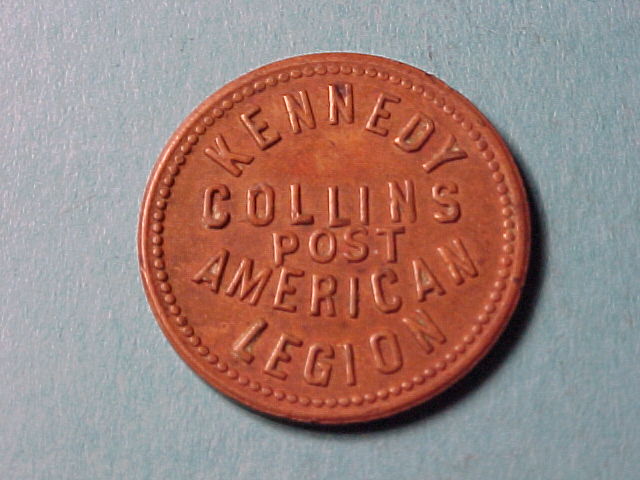 KENNEDY
COLLINS
POST
AMERICAN
LEGION